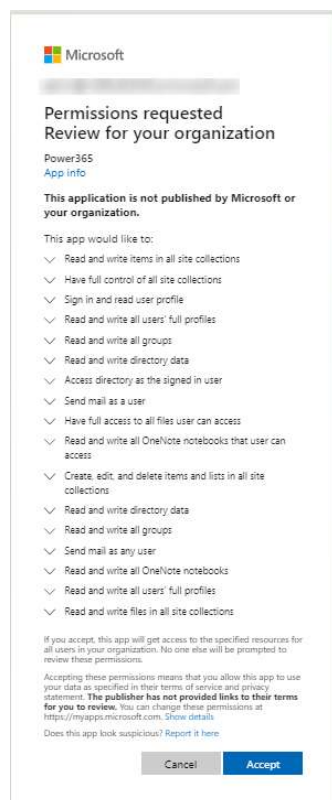 Microsoft
Permissions requested
Review for your organization
Power365
App info
This application is not published by Microsoft or
your organization.
This app would like to:
Read and write items in all site collections
Have full control of all site collections
Sign in and read user profile
Read and write all users' full profiles
Read and write all groups
Read and write directory data
Access directory as the signed in user
Send mail as a user
Have full access to all files user can access
Read and write all OneNote notebooks that user can
access
Create, edit, and delete items and lists in all site
collections
Read and write directory data
Read and write all groups
Send mail as any user
Read and write all OneNote notebooks
Read and write all users' full profiles
Read and write files in all site collections
If you accept, this app will get access to the specified resources for
all users in your organization. No one else will be prompted to
review these permissions.
Accepting these permissions means that you allow this app to use
your data as specified in their terms of service and privacy
statement. The publisher has not provided links to their terms
for you to review. You can change these permissions at
https://myapps.microsoft.com. Show details
Does this app look suspicious? Report it here
Cancel Accept